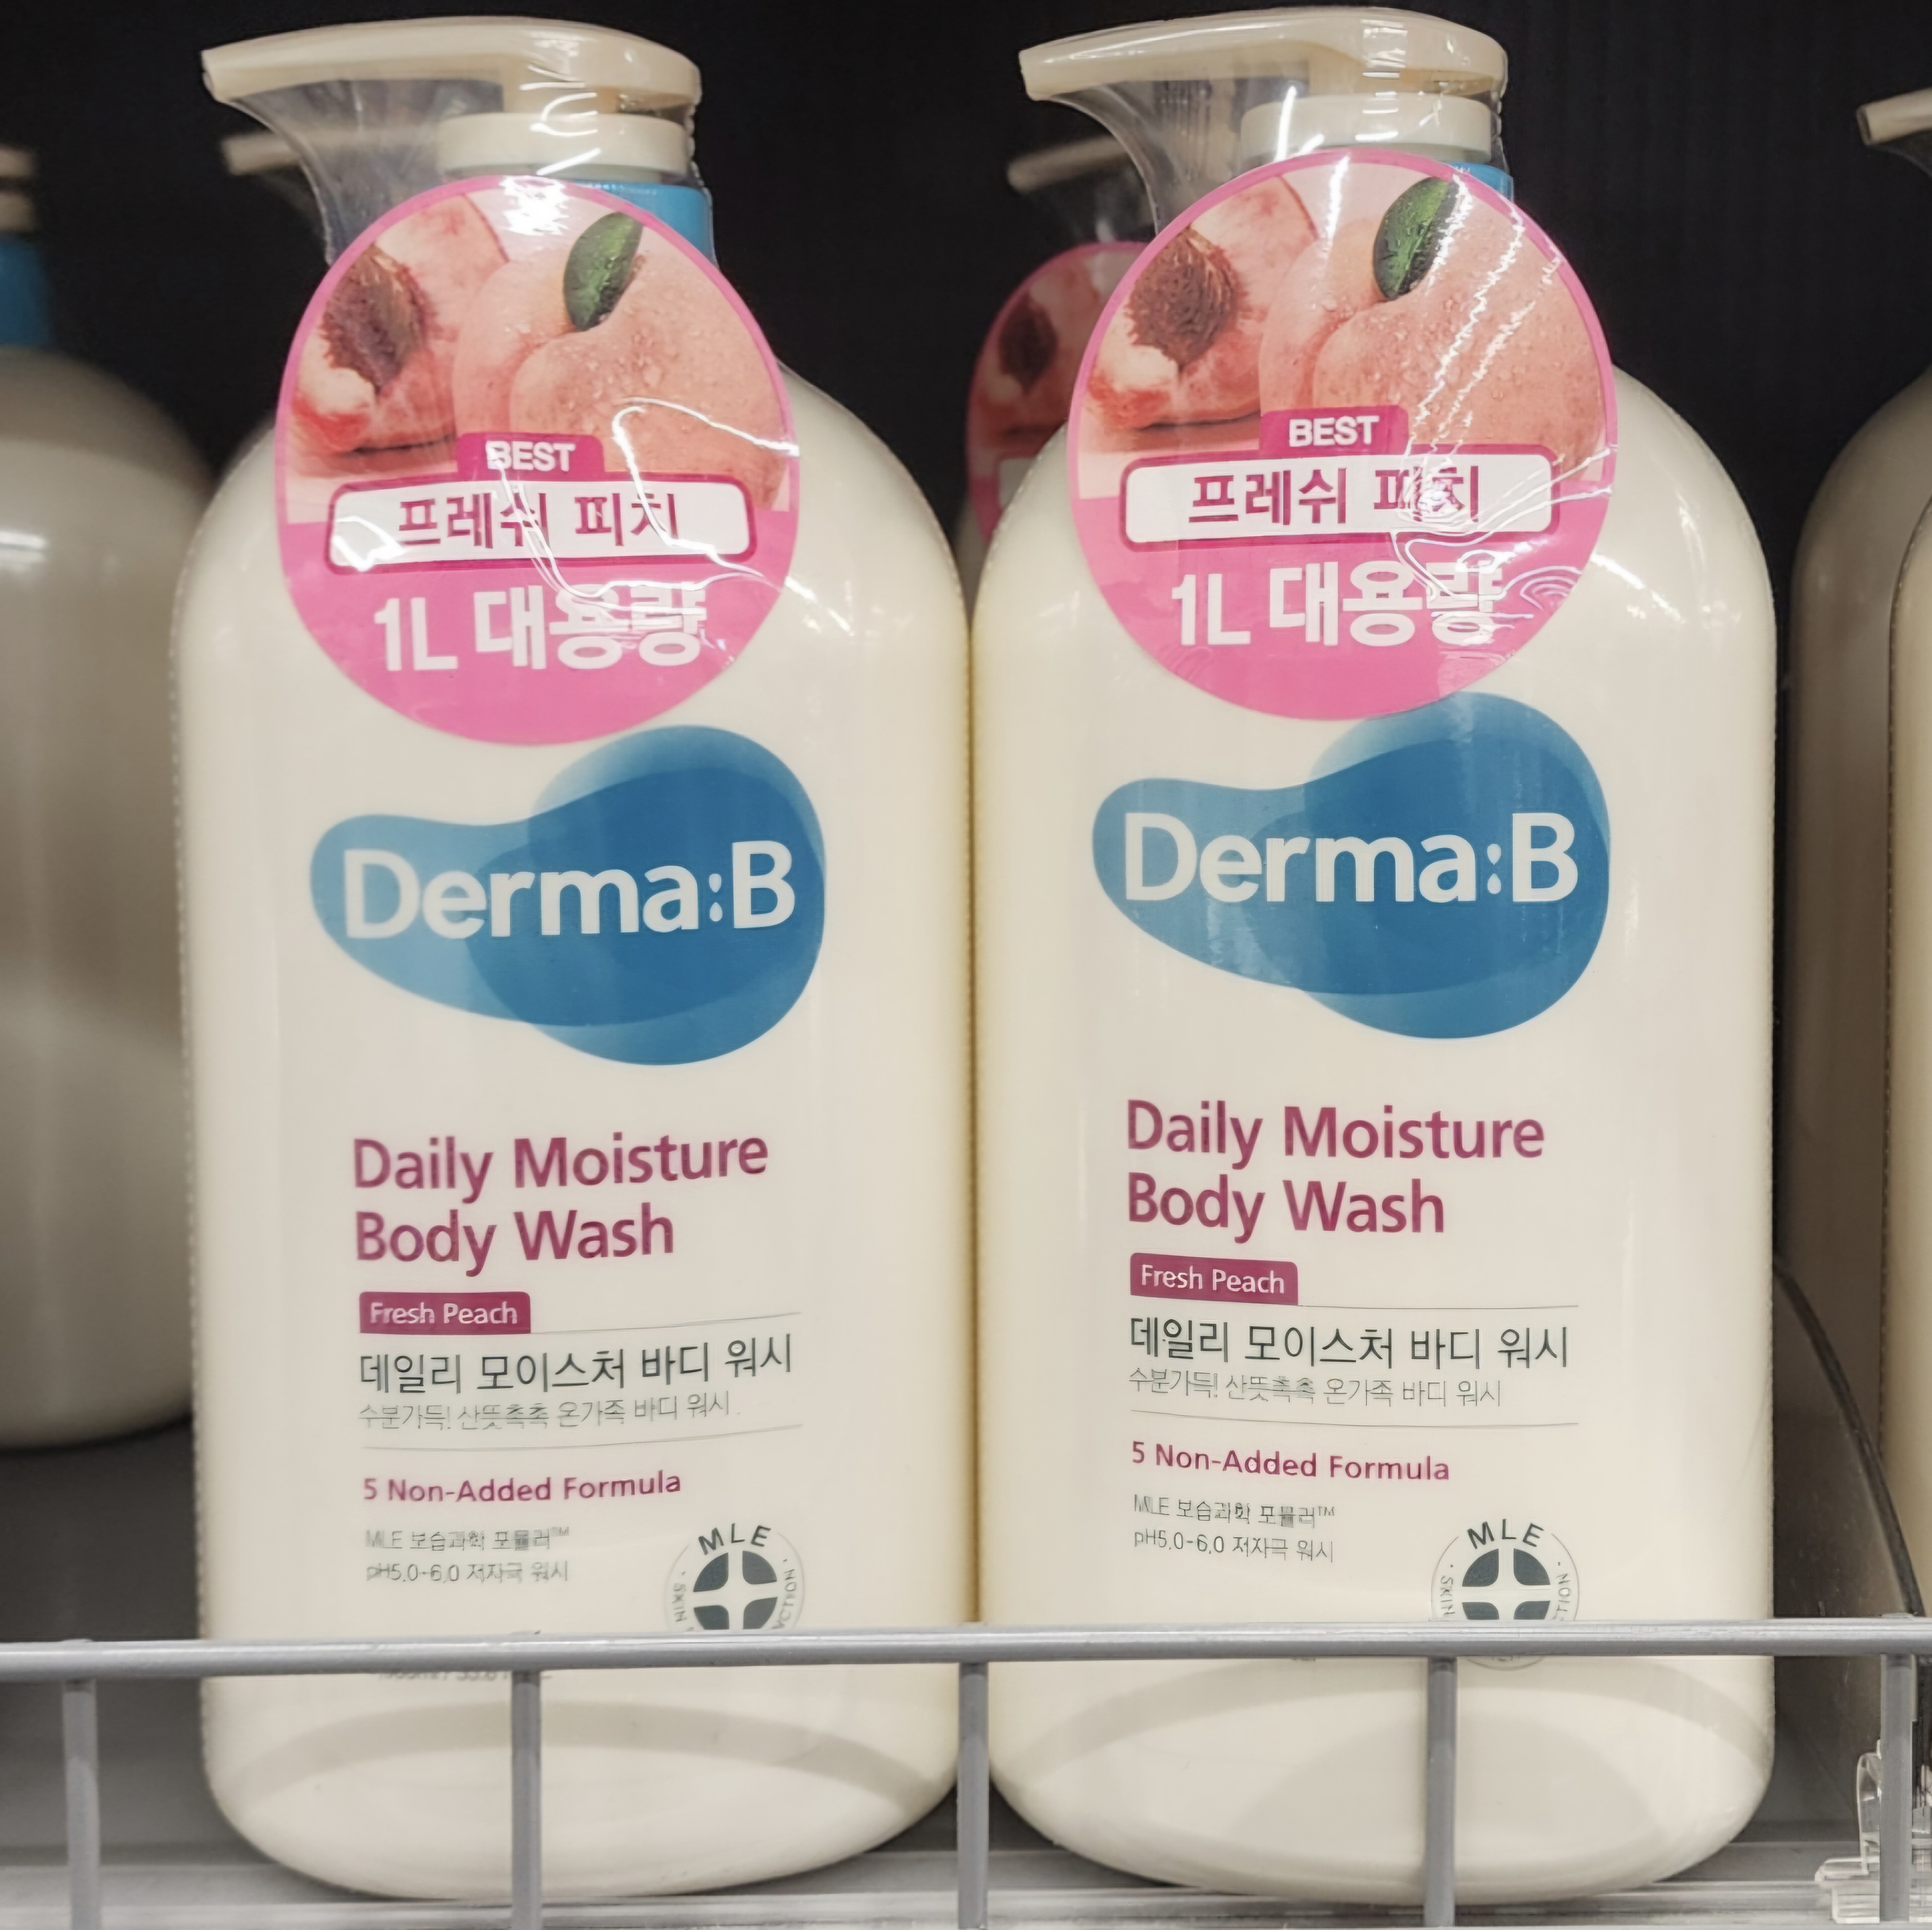 BEST
프레쉬 피치
1L 대용량
Derma:B
Daily Moisture
Body Wash
Fresh Peach
데일리 모이스처 바디 워시
수분가득! 산뜻촉촉 온가족 바디 워시
5 Non-Added Formula
MLE 보습과학 포뮬러™
pH5.0-6.0 저자극 워시
MLE
SKIN
BEST
프레쉬 피치
1L 대용량
Derma:B
Daily Moisture
Body Wash
Fresh Peach
데일리 모이스처 바디 워시
수분가득! 산뜻촉촉 온가족 바디 워시
5 Non-Added Formula
MLE 보습과학 포뮬러™
pH5.0-6.0 저자극 워시
MLE
SKIN